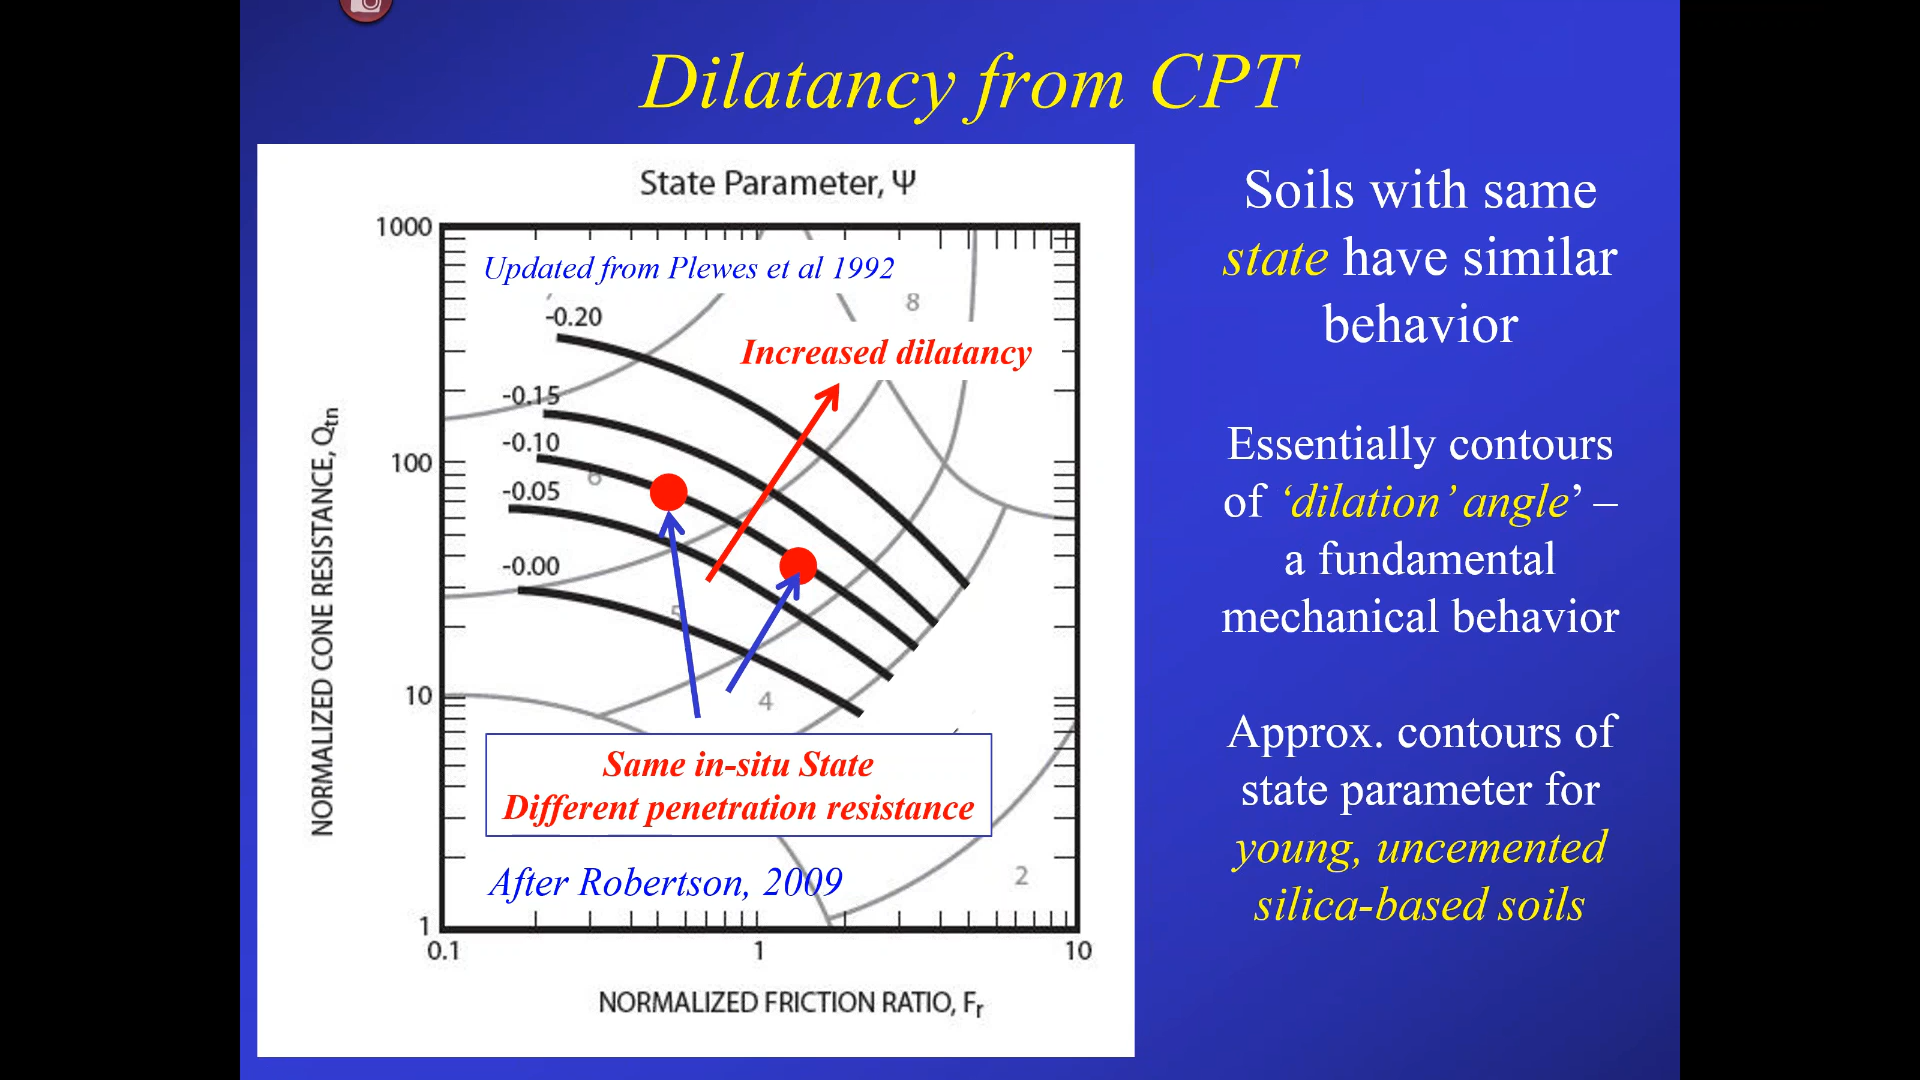 Dilatancy from CPT
State Parameter, Ψ
1000
Updated from Plewes et al 1992
8
-0.20
Increased dilatancy
-0.15
-0.10
100
6
-0.05
-0.00
5
10
4
Same in-situ State
Different penetration resistance
After Robertson, 2009
2
1
0.1
1
10
NORMALIZED CONE RESISTANCE, Qtn
NORMALIZED FRICTION RATIO, Fr
Soils with same
state have similar
behavior
Essentially contours
of ‘dilation’ angle’ –
a fundamental
mechanical behavior
Approx. contours of
state parameter for
young, uncemented
silica-based soils